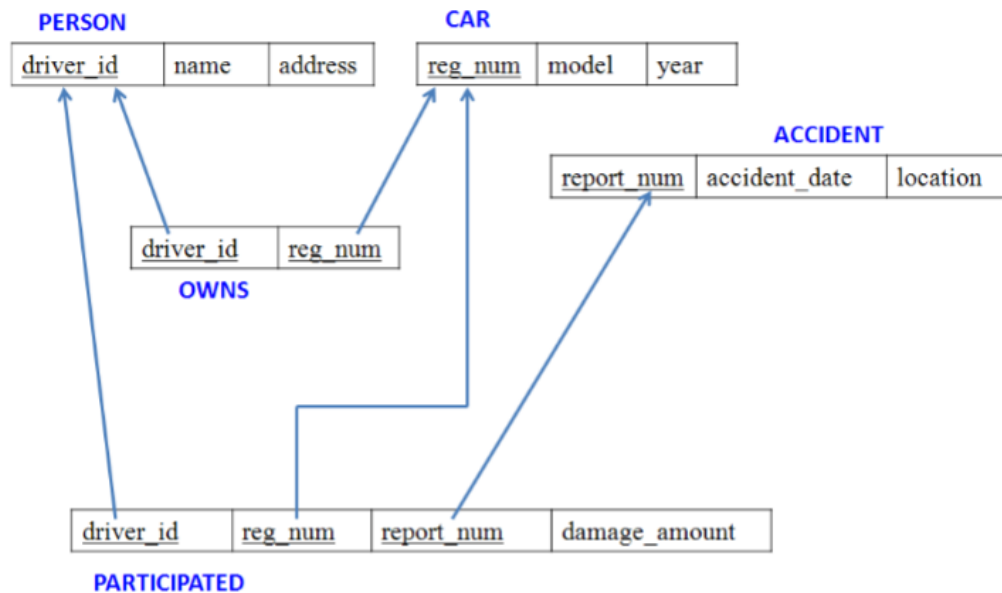 PERSON
CAR
driver_id name address
reg_num model year
ACCIDENT
report_num accident_date location
driver_id reg_num
OWNS
driver_id reg_num report_num damage_amount
PARTICIPATED